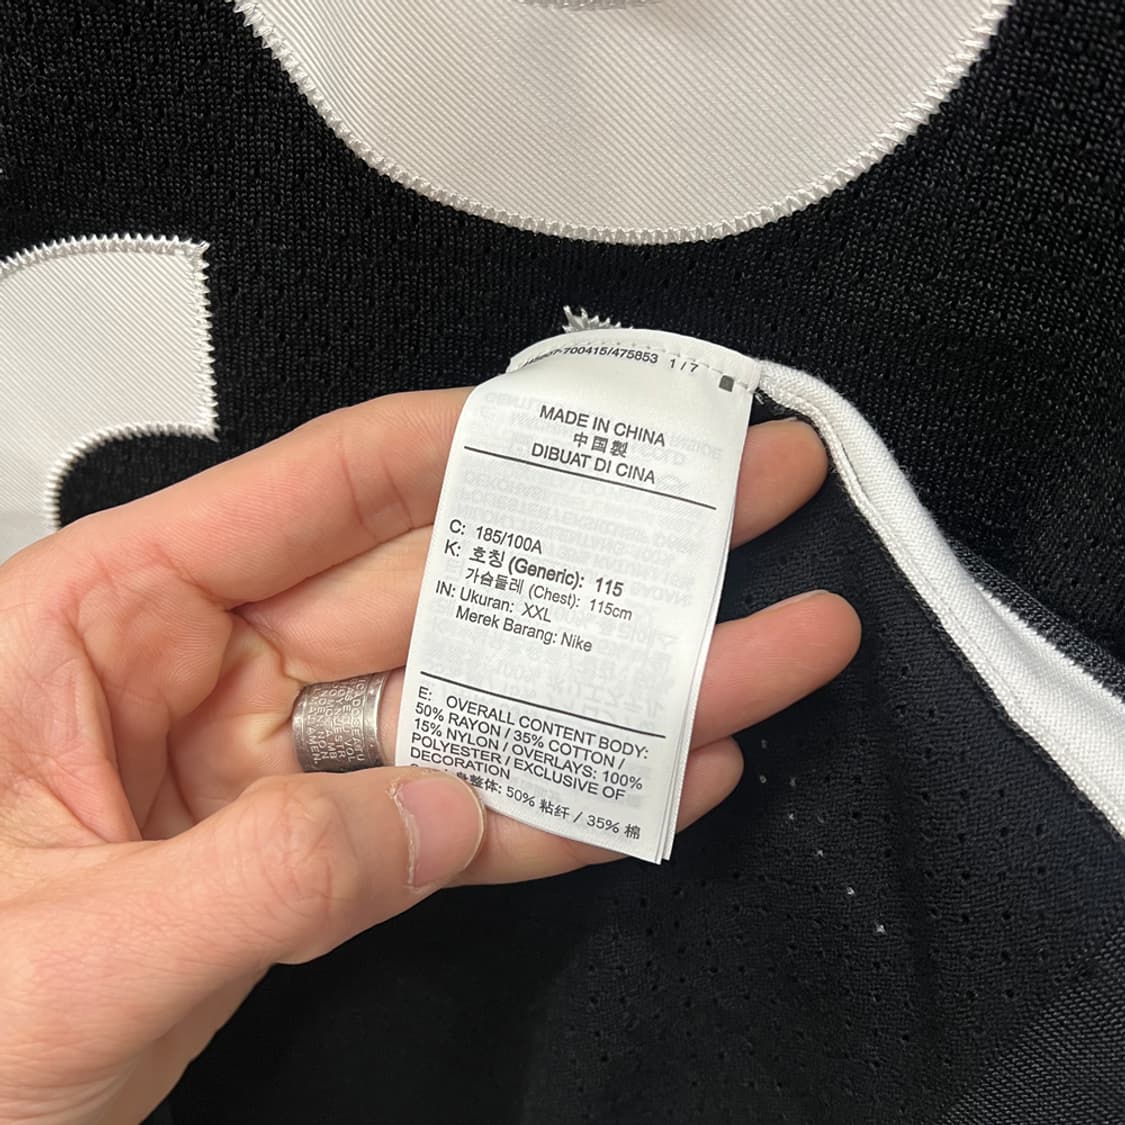 700415/475853 1 / 7
MADE IN CHINA
中国製
DIBUAT DI CINA
C: 185/100A
K: 호칭 (Generic): 115
가슴둘레 (Chest): 115cm
IN: Ukuran: XXL
Merek Barang: Nike
E: OVERALL CONTENT BODY:
50% RAYON / 35% COTTON /
15% NYLON / OVERLAYS: 100%
POLYESTER / EXCLUSIVE OF
DECORATION
整体: 50% 粘纤 / 35% 棉